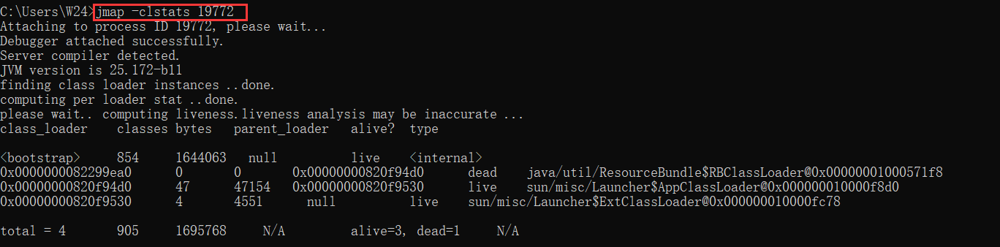 C:\Users\W24>jmap -clstats 19772
Attaching to process ID 19772, please wait...
Debugger attached successfully.
Server compiler detected.
JVM version is 25.172-b11
finding class loader instances ..done.
computing per loader stat ..done.
please wait.. computing liveness.liveness analysis may be inaccurate ...
class_loader classes bytes parent_loader alive? type
<bootstrap> 854 1644063 null live <internal>
0x0000000082299ea0 0 0 0x00000000820f94d0 dead java/util/ResourceBundle$RBClassLoader@0x00000001000571f8
0x00000000820f94d0 47 47154 0x00000000820f9530 live sun/misc/Launcher$AppClassLoader@0x000000010000f8d0
0x00000000820f9530 4 4551 null live sun/misc/Launcher$ExtClassLoader@0x000000010000fc78
total = 4 905 1695768 N/A alive=3, dead=1 N/A